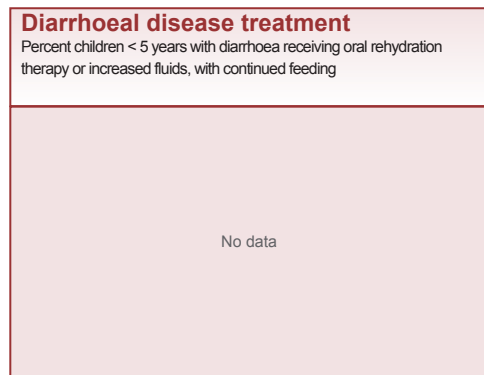 Diarrhoeal disease treatment
Percent children < 5 years with diarrhoea receiving oral rehydration
therapy or increased fluids, with continued feeding
No data